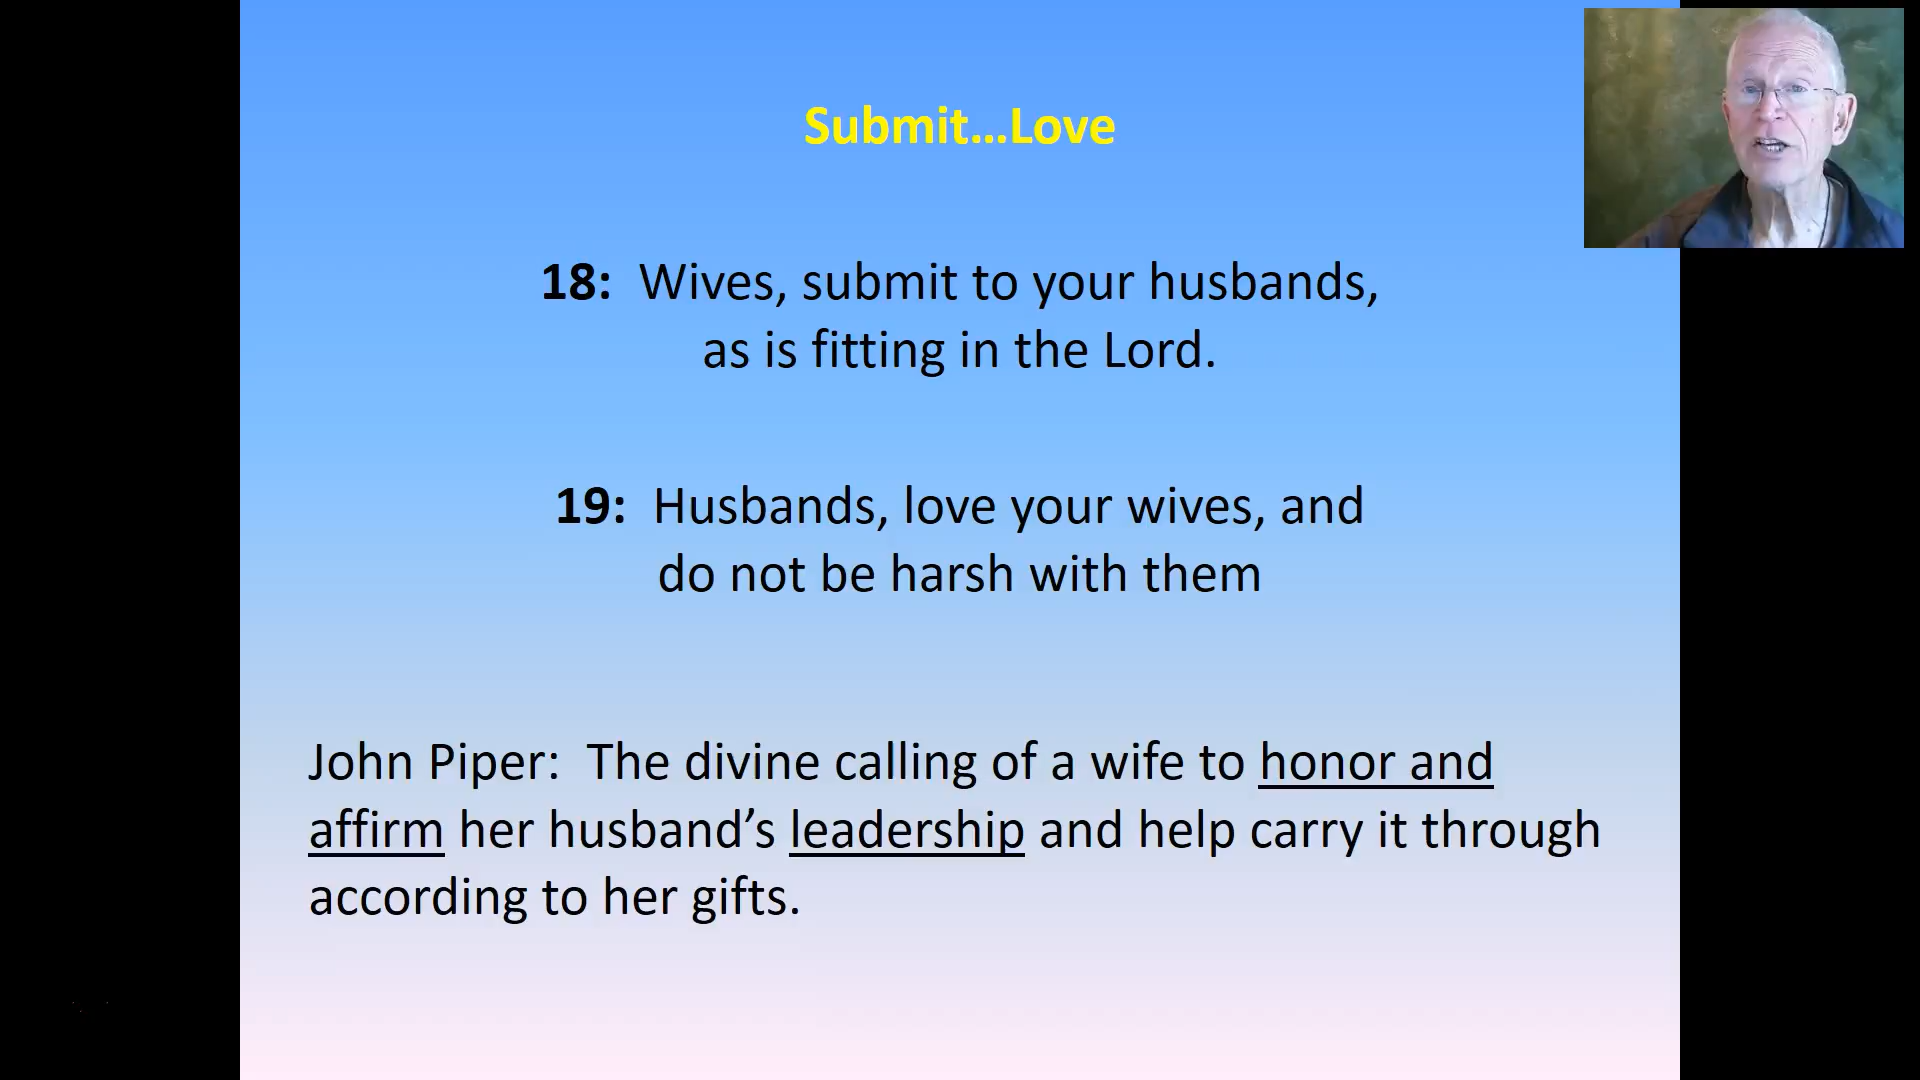 Submit...Love
18: Wives, submit to your husbands,
as is fitting in the Lord.
19: Husbands, love your wives, and
do not be harsh with them
John Piper: The divine calling of a wife to honor and
affirm her husband’s leadership and help carry it through
according to her gifts.